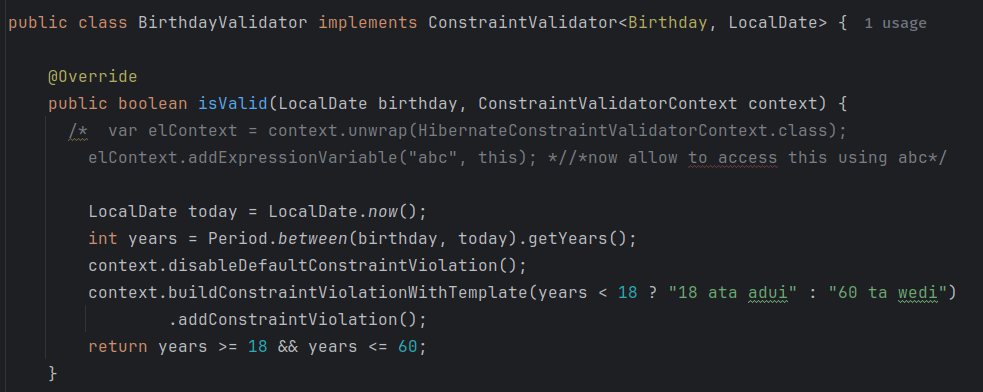 public class BirthdayValidator implements ConstraintValidator<Birthday, LocalDate> { 1 usage
@Override
public boolean isValid(LocalDate birthday, ConstraintValidatorContext context) {
/* var elContext = context.unwrap(HibernateConstraintValidatorContext.class);
elContext.addExpressionVariable("abc", this); *//*now allow to access this using abc*/
LocalDate today = LocalDate.now();
int years = Period.between(birthday, today).getYears();
context.disableDefaultConstraintViolation();
context.buildConstraintViolationWithTemplate(years < 18 ? "18 ata adui" : "60 ta wedi")
.addConstraintViolation();
return years >= 18 && years <= 60;
}